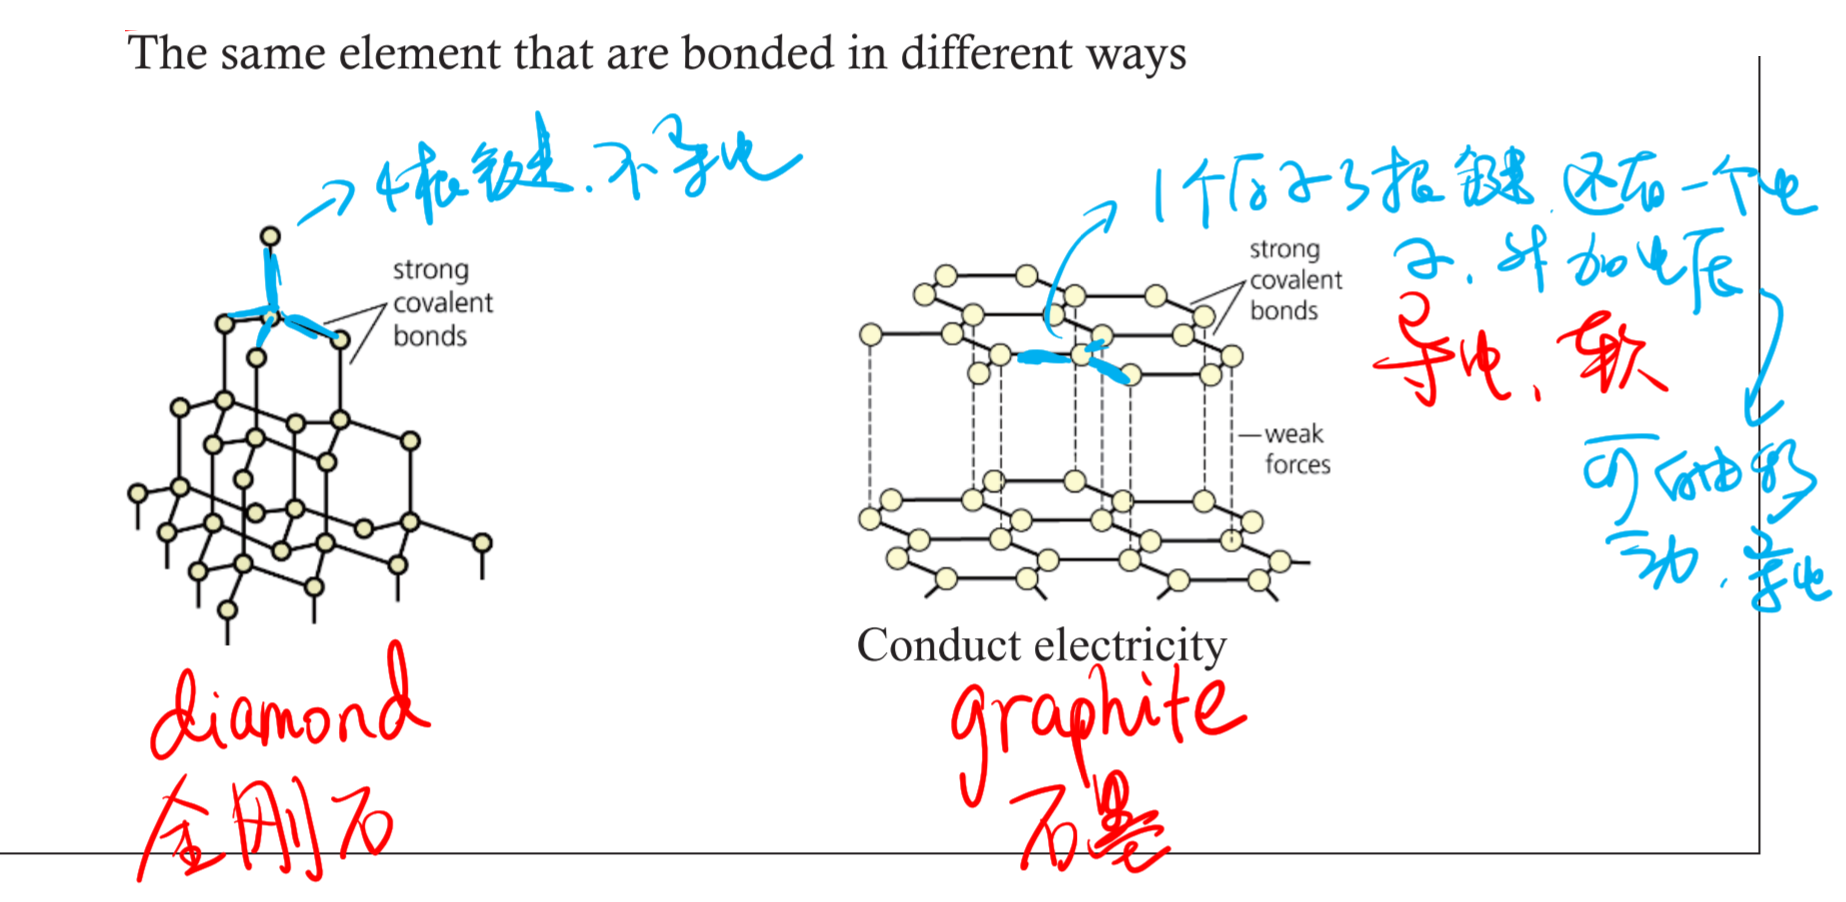 The same element that are bonded in different ways
4根键.不导电
1个原子3根键.还有一个电
子.外加电压
导电、软
可自由移
动.导电
strong
covalent
bonds
strong
covalent
bonds
weak
forces
Conduct electricity
diamond
金刚石
graphite
石墨